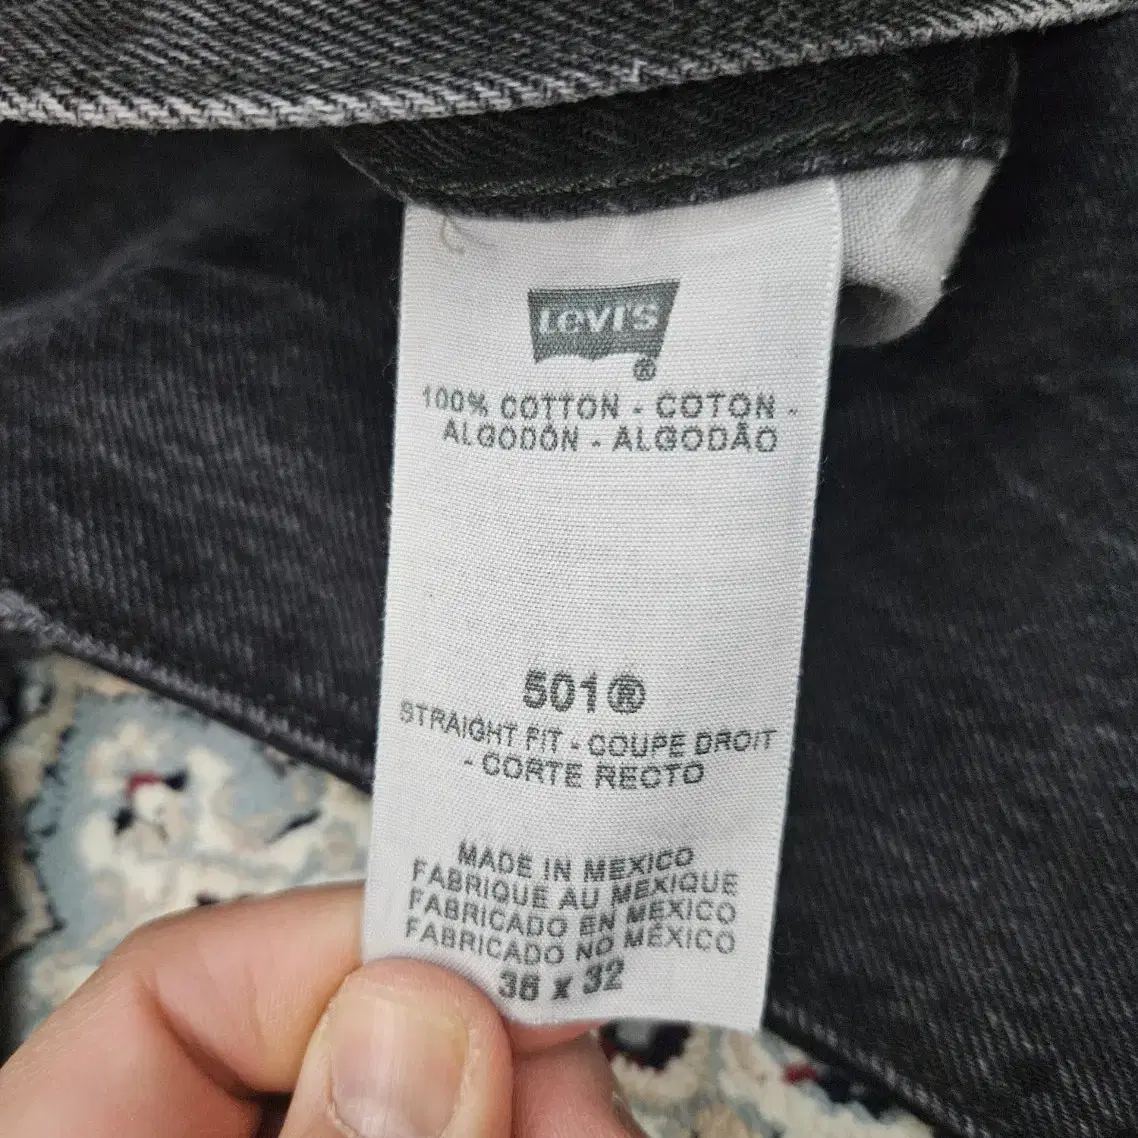 LEVI'S
®
100% COTTON - COTON -
ALGODÓN - ALGODÃO
501®
STRAIGHT FIT - COUPE DROIT
- CORTE RECTO
MADE IN MEXICO
FABRIQUE AU MEXIQUE
FABRICADO EN MÉXICO
FABRICADO NO MÉXICO
36 x 32